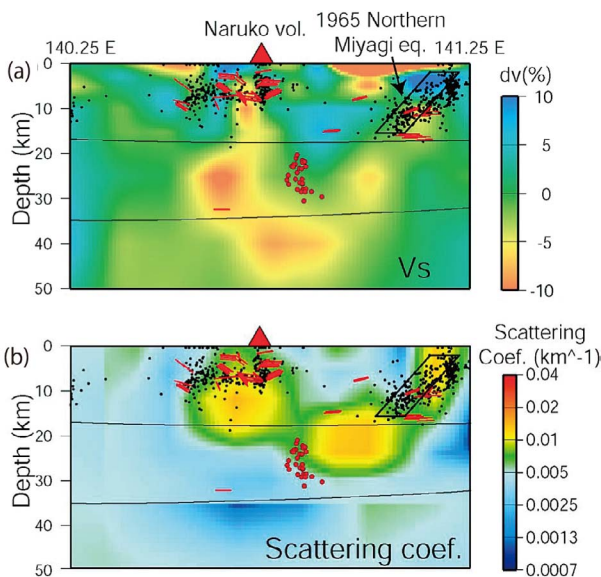 Naruko vol.
1965 Northern
Miyagi eq.
140.25 E
141.25 E
(a)
dv(%)
0
10
20
30
40
50
Depth (km)
Vs
10
5
0
-5
-10
(b)
Scattering
Coef. (km^-1)
0
10
20
30
40
50
Depth (km)
Scattering coef.
0.04
0.02
0.01
0.005
0.0025
0.0013
0.0007